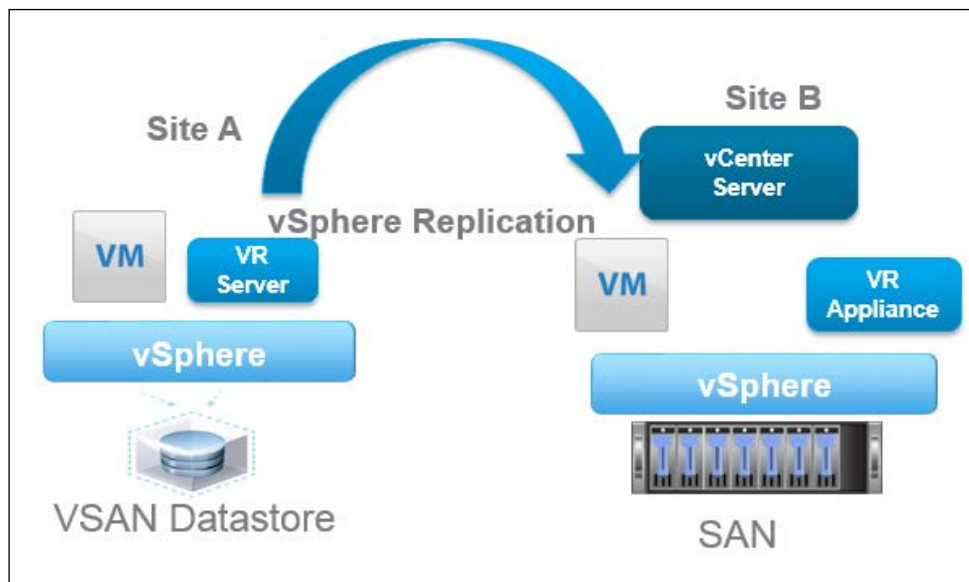 Site A
Site B
vCenter
Server
vSphere Replication
VM
VR
Server
VM
VR
Appliance
vSphere
vSphere
VSAN Datastore
SAN